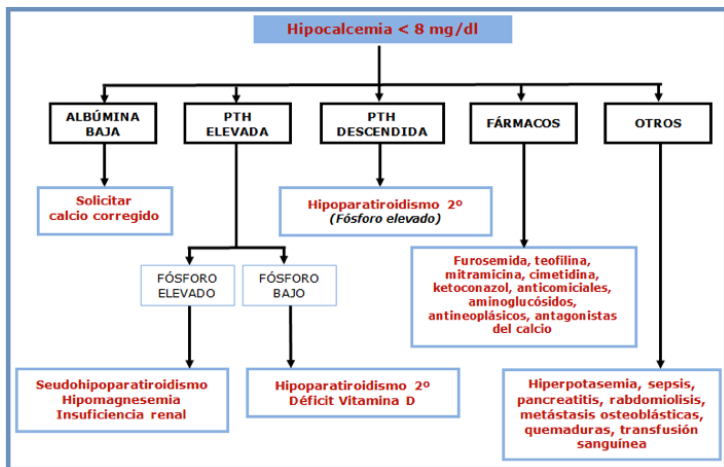 Hipocalcemia < 8 mg/dl
ALBÚMINA
BAJA
PTH
ELEVADA
PTH
DESCENDIDA
FÁRMACOS
OTROS
Solicitar
calcio corregido
Hipoparatiroidismo 2º
(Fósforo elevado)
FÓSFORO
ELEVADO
FÓSFORO
BAJO
Furosemida, teofilina,
mitramicina, cimetidina,
ketoconazol, anticomiciales,
aminoglucósidos,
antineoplásicos, antagonistas
del calcio
Seudohipoparatiroidismo
Hipomagnesemia
Insuficiencia renal
Hipoparatiroidismo 2º
Déficit Vitamina D
Hiperpotasemia, sepsis,
pancreatitis, rabdomiolisis,
metástasis osteoblásticas,
quemaduras, transfusión
sanguínea